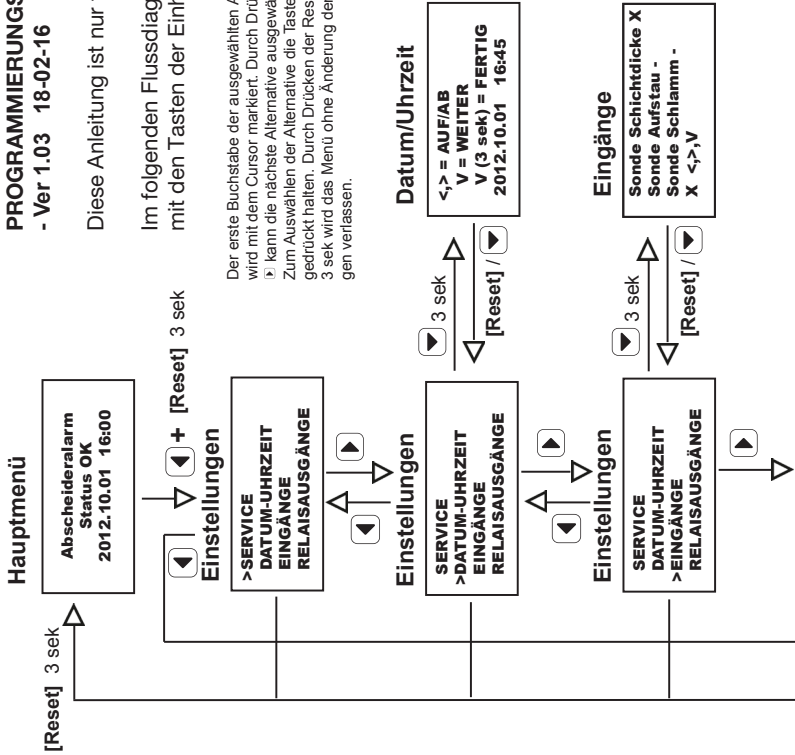 PROGRAMMIERUNGS
- Ver 1.03 18-02-16
Diese Anleitung ist nur
Im folgenden Flussdiag
mit den Tasten der Einh
Der erste Buchstabe der ausgewählten A
wird mit dem Cursor markiert. Durch Drü
▶ kann die nächste Alternative ausgewä
Zum Auswählen der Alternative die Taste
gedrückt halten. Durch Drücken der Res
3 sek wird das Menü ohne Änderung der
gen verlassen.
Hauptmenü
[Reset] 3 sek
Abscheideralarm
Status OK
2012.10.01 16:00
◀ + [Reset] 3 sek
◀
Einstellungen
>SERVICE
DATUM-UHRZEIT
EINGÄNGE
RELAISAUSGÄNGE
◀ ▶
Einstellungen
SERVICE
>DATUM-UHRZEIT
EINGÄNGE
RELAISAUSGÄNGE
▼ 3 sek
[Reset] / ▼
Datum/Uhrzeit
<,> = AUF/AB
V = WEITER
V (3 sek) = FERTIG
2012.10.01 16:45
◀ ▶
Einstellungen
SERVICE
DATUM-UHRZEIT
>EINGÄNGE
RELAISAUSGÄNGE
▼ 3 sek
[Reset] / ▼
Eingänge
Sonde Schichtdicke X
Sonde Aufstau -
Sonde Schlamm -
X <,>,V
▶